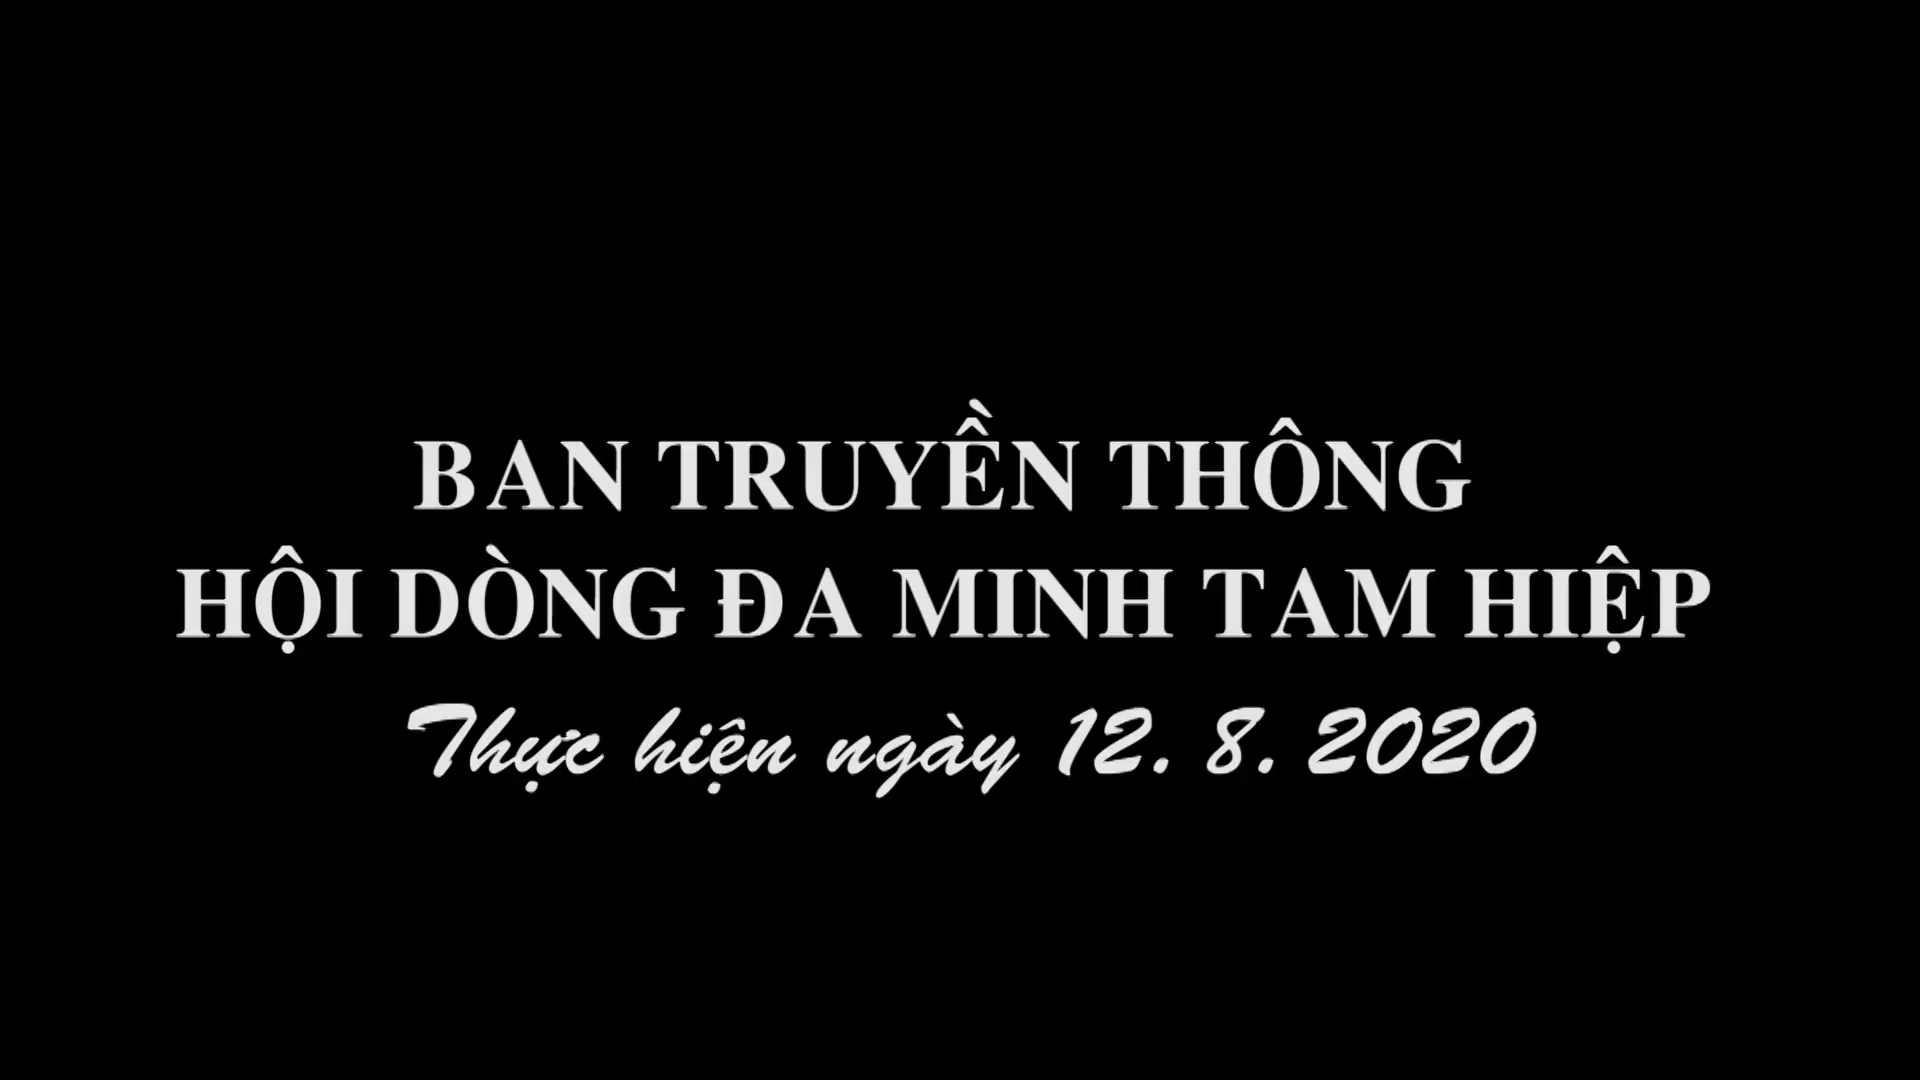 BAN TRUYỀN THÔNG
HỘI DÒNG ĐA MINH TAM HIỆP
Thực hiện ngày 12. 8. 2020